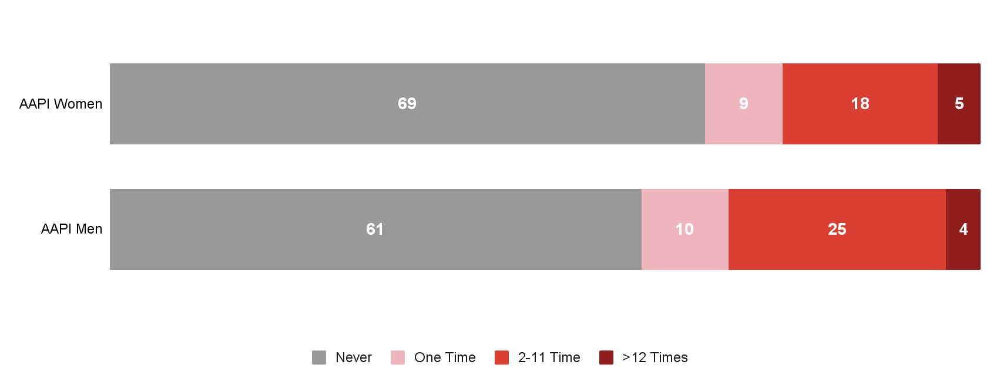 AAPI Women 69 9 18 5
AAPI Men 61 10 25 4
Never One Time 2-11 Time >12 Times